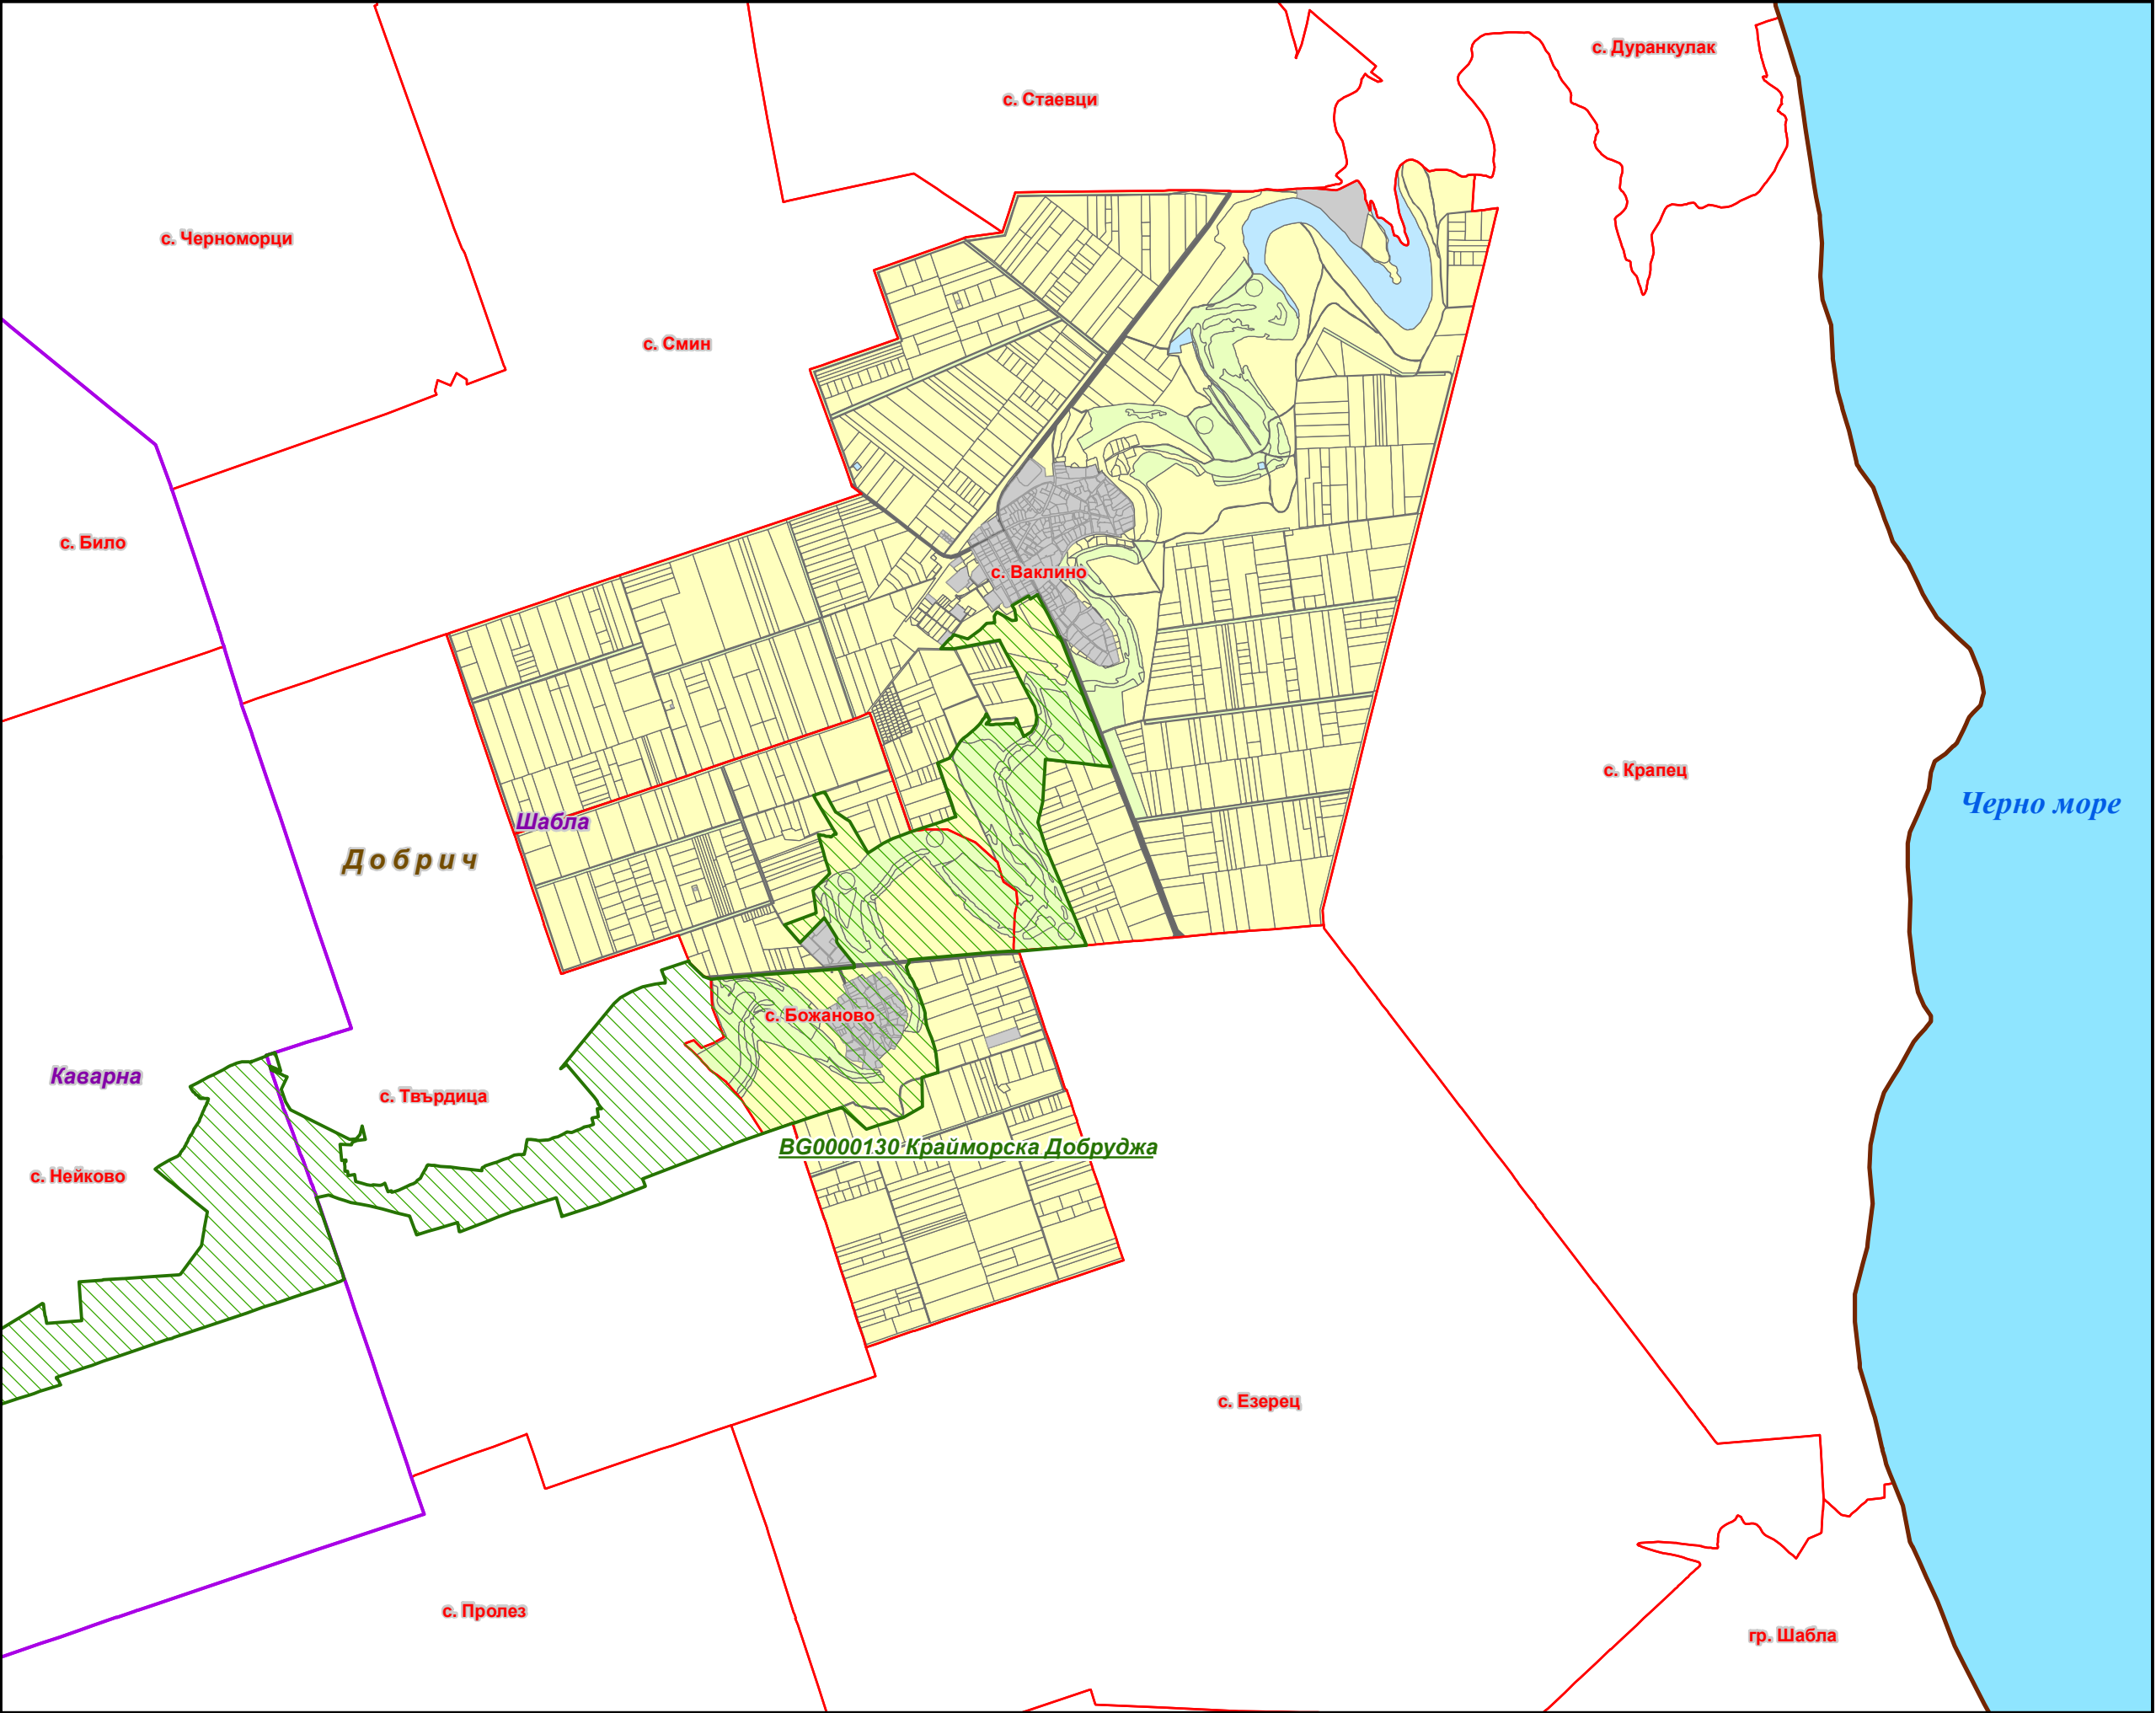 с. Дуранкулак
с. Стаевци
с. Черноморци
с. Смин
с. Било
с. Ваклино
с. Крапец
Черно море
Шабла
Добрич
с. Божаново
Каварна
с. Твърдица
BG0000130 Крайморска Добруджа
с. Нейково
с. Езерец
с. Пролез
гр. Шабла